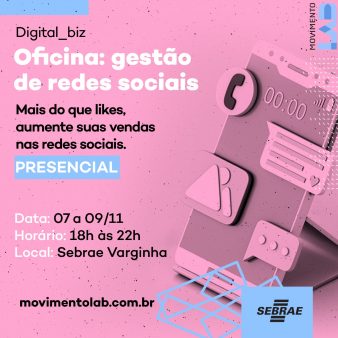 Digital_biz
Oficina: gestão
de redes sociais
Mais do que likes,
aumente suas vendas
nas redes sociais.
PRESENCIAL
Data: 07 a 09/11
Horário: 18h às 22h
Local: Sebrae Varginha
movimentolab.com.br
SEBRAE
MOVIMENTO
00:00